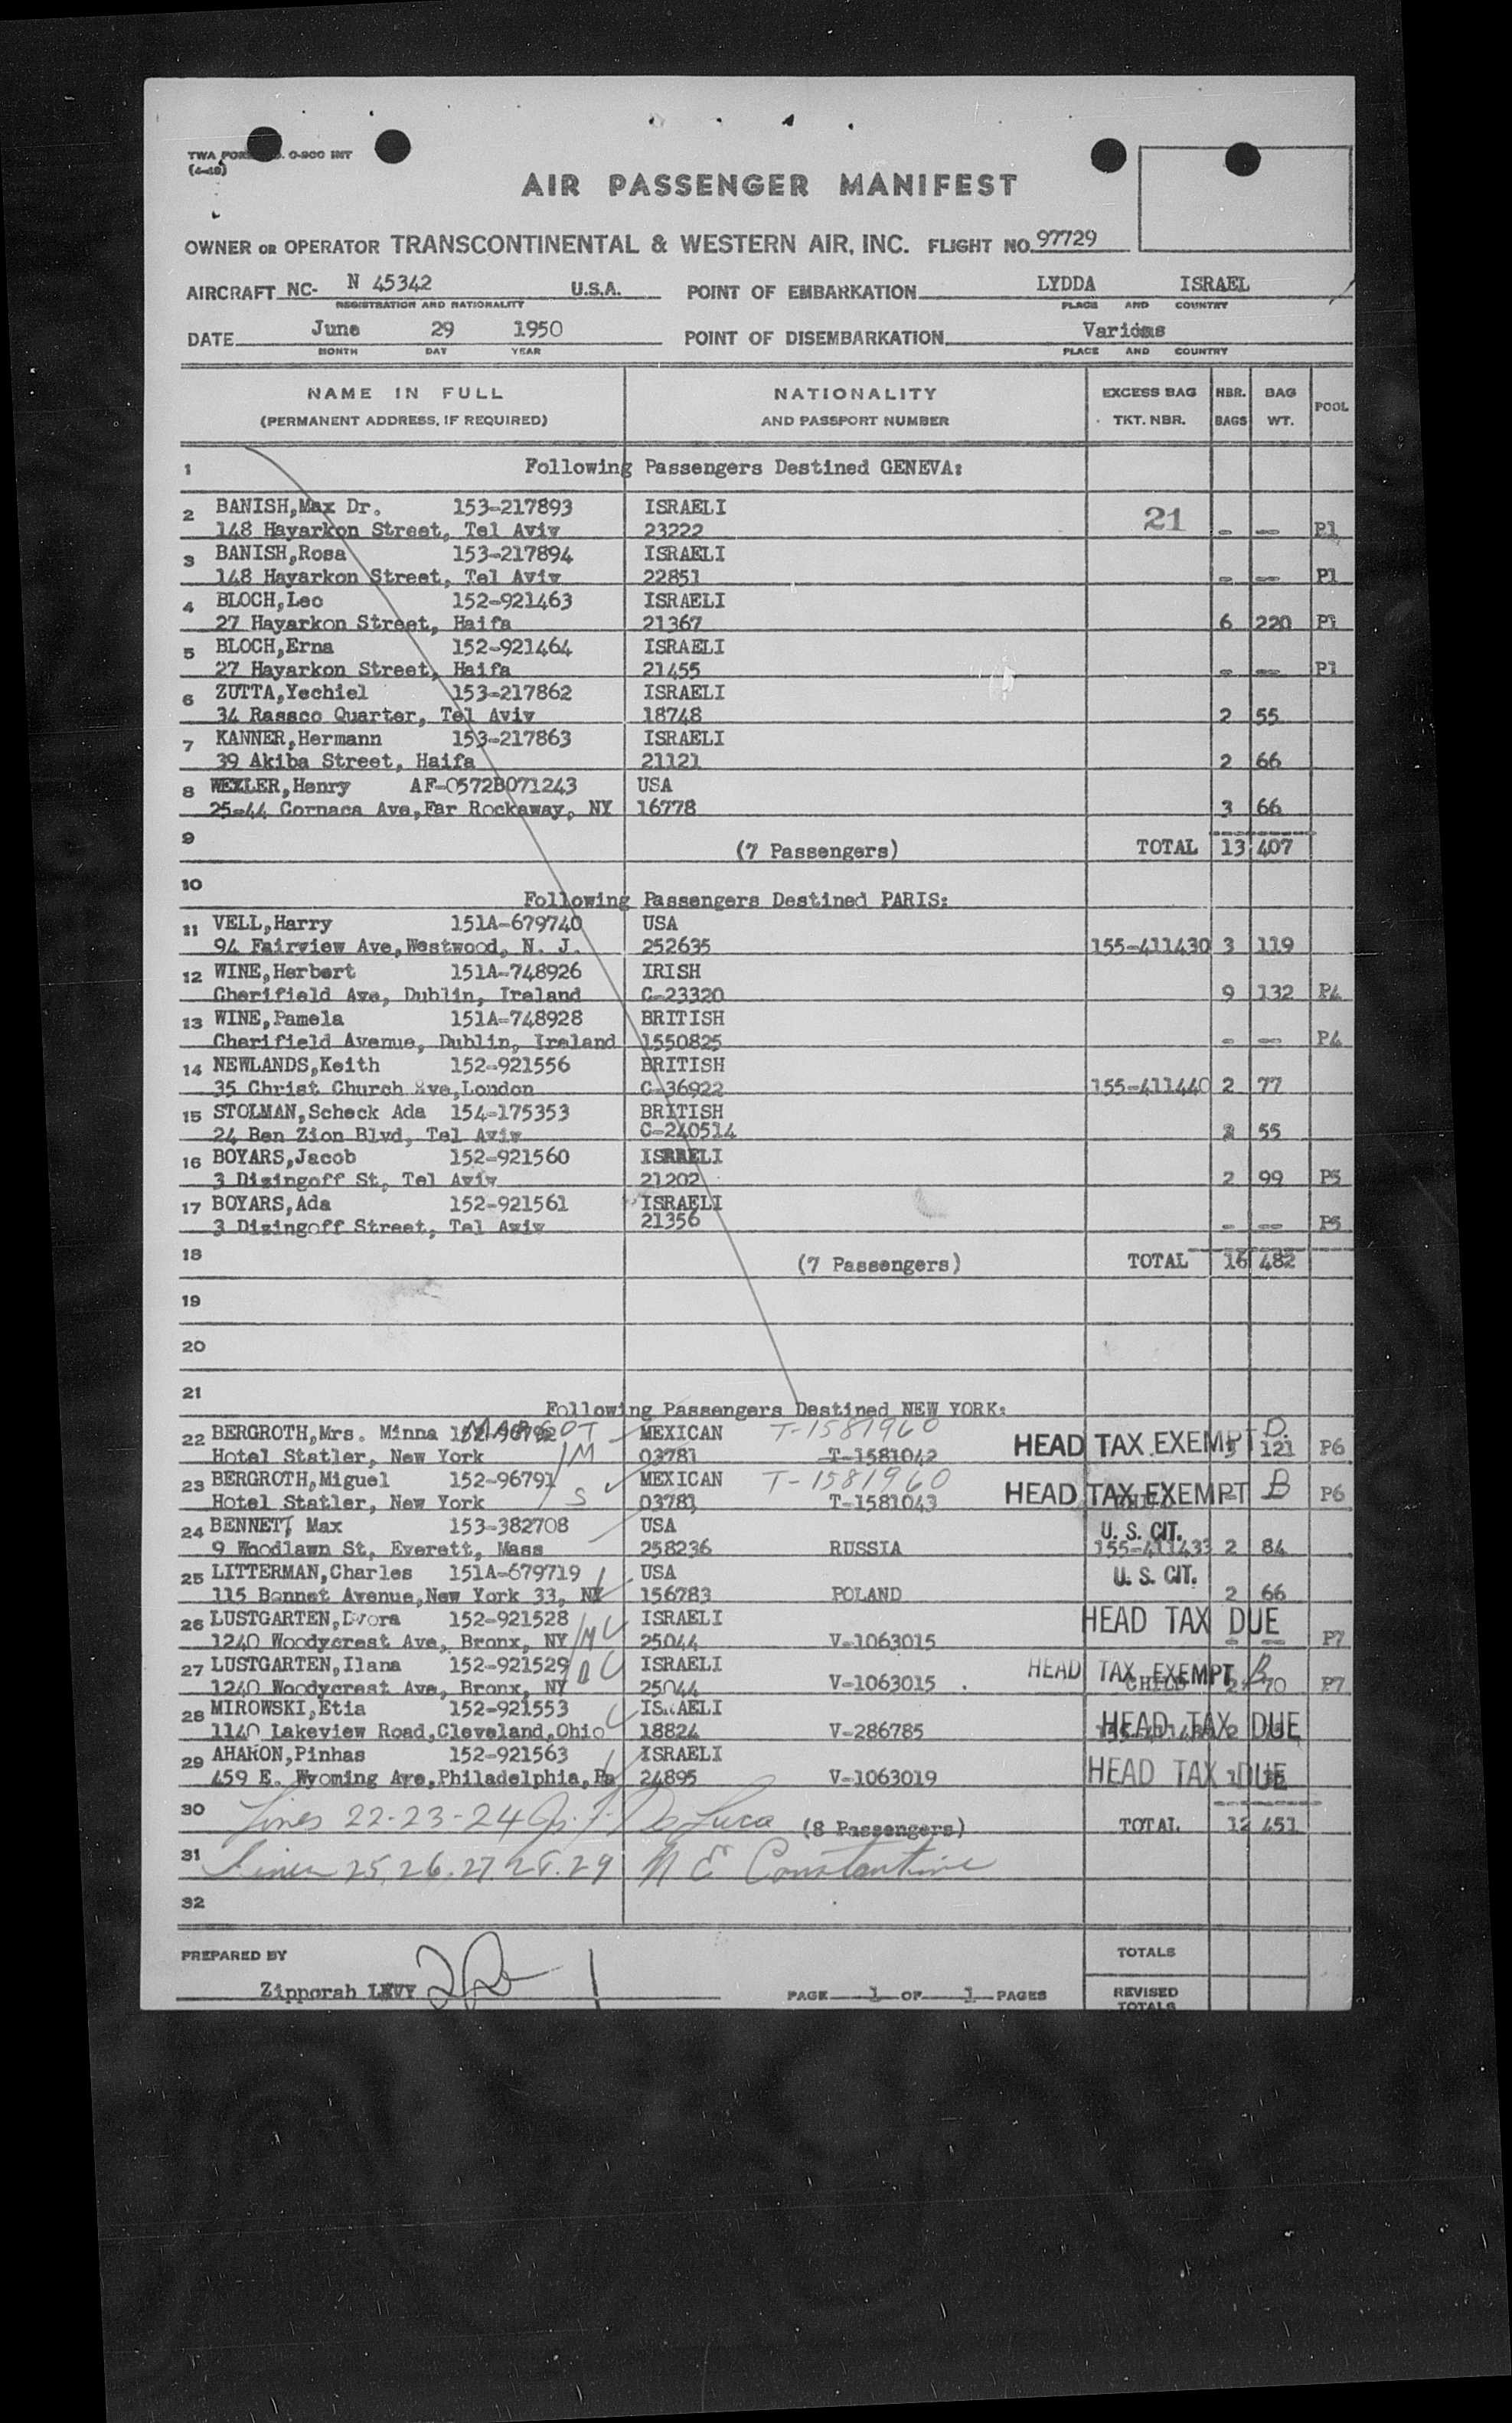 TWA FORM O-900 INT
(4-48)
AIR PASSENGER MANIFEST
OWNER OR OPERATOR TRANSCONTINENTAL & WESTERN AIR, INC. FLIGHT NO. 97729
AIRCRAFT NC- N 45342 U.S.A. POINT OF EMBARKATION LYDDA ISRAEL
REGISTRATION AND NATIONALITY PLACE AND COUNTRY
DATE June 29 1950 POINT OF DISEMBARKATION Various
MONTH DAY YEAR PLACE AND COUNTRY
NAME IN FULL NATIONALITY EXCESS BAG NBR. BAG POOL
(PERMANENT ADDRESS, IF REQUIRED) AND PASSPORT NUMBER TKT. NBR. BAGS WT.
1 Following Passengers Destined GENEVA:
2 BANISH,Max Dr. 153-217893 ISRAELI 21
148 Hayarkon Street, Tel Aviv 23222 - -- P1
3 BANISH,Rosa 153-217894 ISRAELI
148 Hayarkon Street, Tel Aviv 22851 - -- P1
4 BLOCH,Leo 152-921463 ISRAELI
27 Hayarkon Street, Haifa 21367 6 220 P1
5 BLOCH,Erna 152-921464 ISRAELI
27 Hayarkon Street, Haifa 21455 - -- P1
6 ZUTTA,Yechiel 153-217862 ISRAELI
34 Rassco Quarter, Tel Aviv 18748 2 55
7 KANNER,Hermann 153-217863 ISRAELI
39 Akiba Street, Haifa 21121 2 66
8 WEXLER,Henry AF-0572B071243 USA
25-44 Cornaca Ave,Far Rockaway, NY 16778 3 66
9 (7 Passengers) TOTAL 13 407
10 Following Passengers Destined PARIS:
11 VELL,Harry 151A-679740 USA
94 Fairview Ave,Westwood, N. J. 252635 155-411430 3 119
12 WINE,Herbert 151A-748926 IRISH
Cherifield Ave, Dublin, Ireland C-23320 9 132 P4
13 WINE,Pamela 151A-748928 BRITISH
Cherifield Avenue, Dublin, Ireland 1550825 - -- P4
14 NEWLANDS,Keith 152-921556 BRITISH
35 Christ Church Ave,London C-36922 155-411440 2 77
15 STOLMAN,Scheck Ada 154-175353 BRITISH
24 Ben Zion Blvd, Tel Aviv C-240514 55
16 BOYARS,Jacob 152-921560 ISRAELI
3 Dizingoff St, Tel Aviv 21202 2 99 P5
17 BOYARS,Ada 152-921561 ISRAELI
3 Dizingoff Street, Tel Aviv 21356 - -- P5
18 (7 Passengers) TOTAL 16 482
19
20
21 Following Passengers Destined NEW YORK:
22 BERGROTH,Mrs. Minna MARGOT MEXICAN T-1581960 D.
Hotel Statler, New York M 03781 T-1581042 HEAD TAX EXEMPT 121 P6
23 BERGROTH,Miguel 152-96791 MEXICAN T-1581960
Hotel Statler, New York S 03781 T-1581043 HEAD TAX EXEMPT B P6
24 BENNETT, Max 153-382708 USA U. S. CIT.
9 Woodlawn St, Everett, Mass 258236 RUSSIA 155-411433 2 84
25 LITTERMAN,Charles 151A-679719 USA U. S. CIT.
115 Bennet Avenue,New York 33, NY 156783 POLAND 2 66
26 LUSTGARTEN,Dvora 152-921528 ISRAELI HEAD TAX DUE
1240 Woodycrest Ave, Bronx, NY M 25044 V-1063015 - -- P7
27 LUSTGARTEN,Ilana 152-921529 ISRAELI HEAD TAX EXEMPT B
1240 Woodycrest Ave, Bronx, NY 25044 V-1063015 CHILD 2 70 P7
28 MIROWSKI,Etia 152-921553 ISRAELI
1140 Lakeview Road,Cleveland,Ohio 18824 V-286785 HEAD TAX DUE 2
29 AHARON,Pinhas 152-921563 ISRAELI
459 E. Wyoming Ave,Philadelphia,Pa 24895 V-1063019 HEAD TAX DUE
30 Lines 22-23-24 J. F. De Luca (8 Passengers) TOTAL 12 451
31 Lines 25, 26, 27, 28, 29 N E Constantine
32
PREPARED BY TOTALS
Zipporah LEVY PAGE 1 OF 1 PAGES REVISED
TOTALS